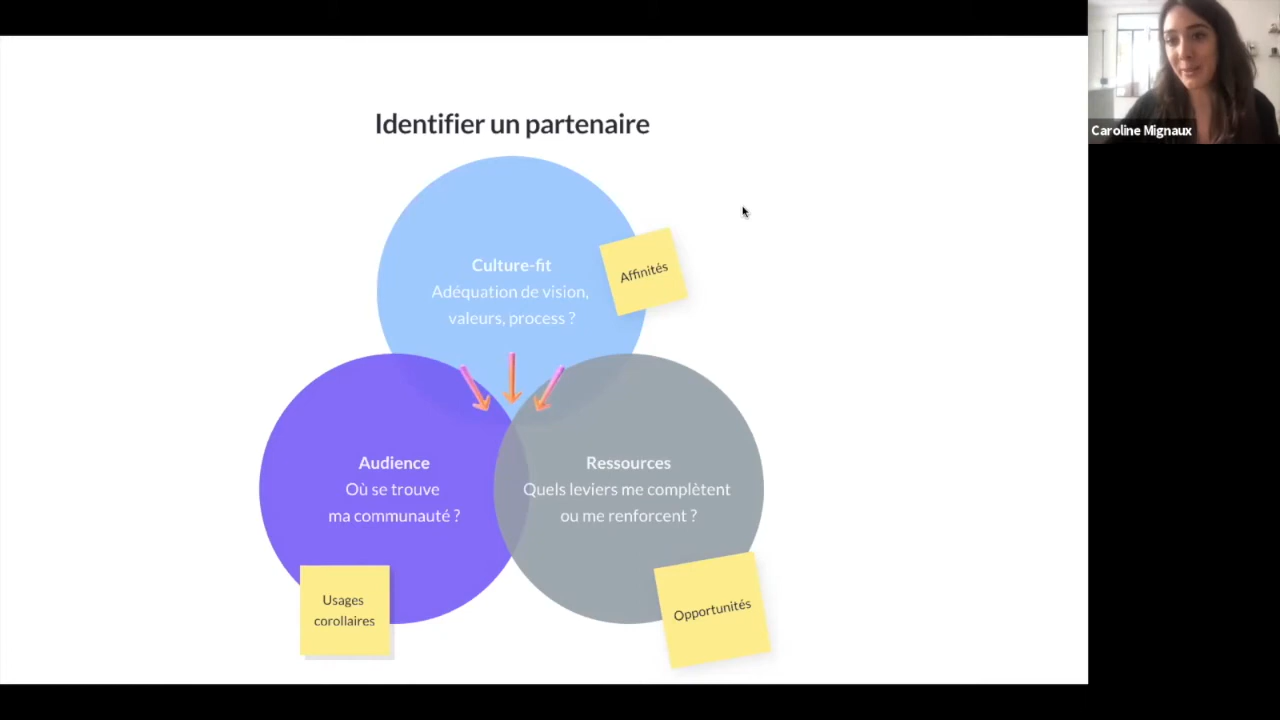 Identifier un partenaire
Culture-fit
Adéquation de vision,
valeurs, process ?
Affinités
Audience
Où se trouve
ma communauté ?
Ressources
Quels leviers me complètent
ou me renforcent ?
Usages
corollaires
Opportunités
Caroline Mignaux